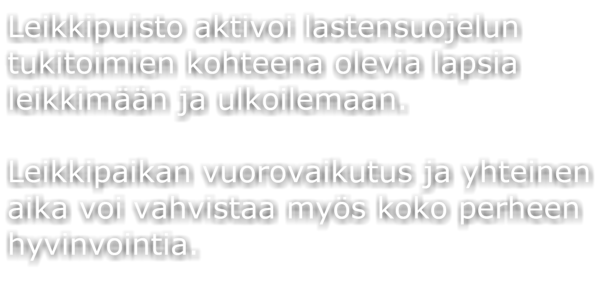 Leikkipuisto aktivoi lastensuojelun
tukitoimien kohteena olevia lapsia
leikkimään ja ulkoilemaan.
Leikkipaikan vuorovaikutus ja yhteinen
aika voi vahvistaa myös koko perheen
hyvinvointia.